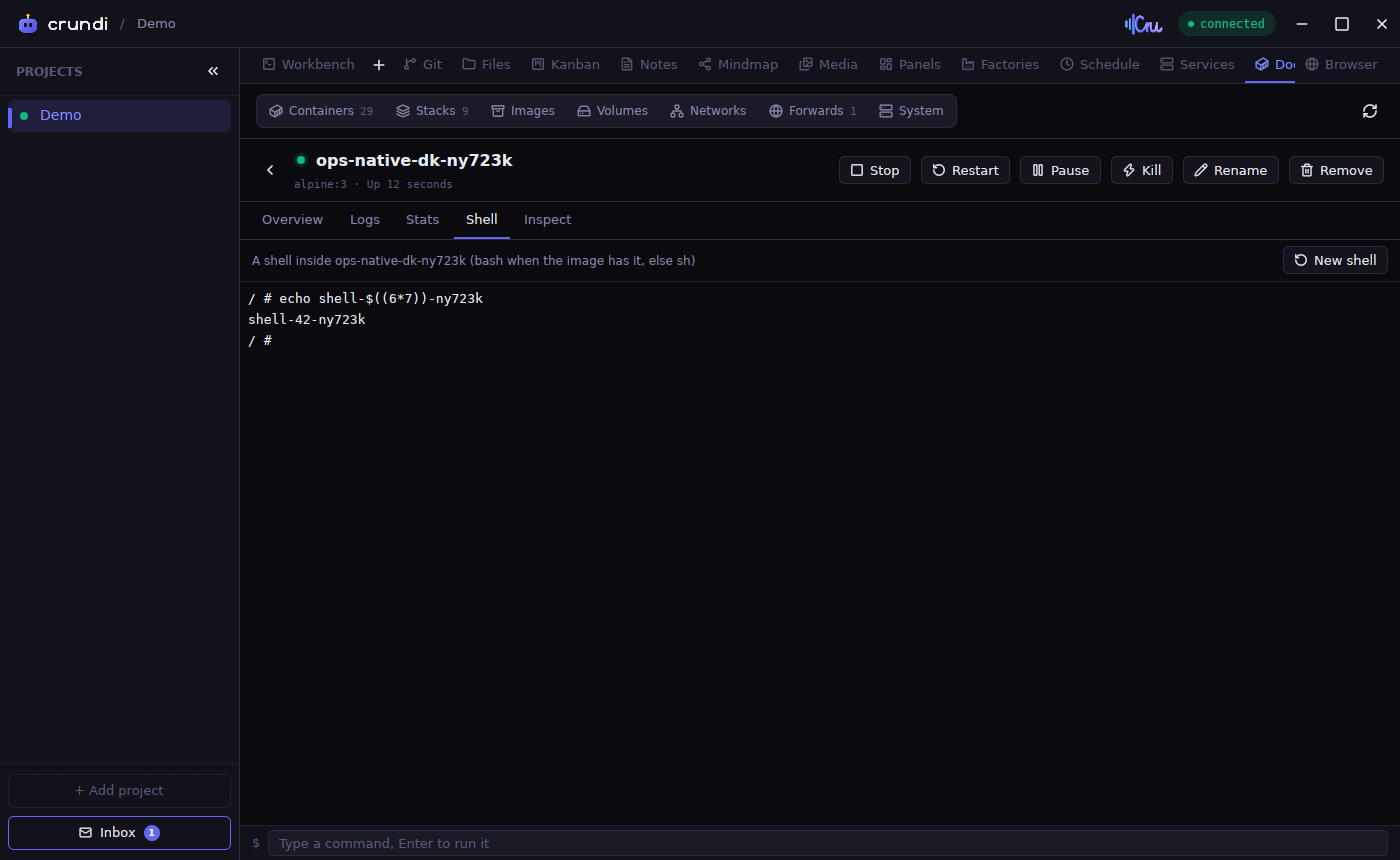 crundi / Demo
Cru
connected
PROJECTS
Demo
+ Add project
Inbox 1
Workbench + Git Files Kanban Notes Mindmap Media Panels Factories Schedule Services Doc Browser
Containers 29 Stacks 9 Images Volumes Networks Forwards 1 System
ops-native-dk-ny723k
alpine:3 · Up 12 seconds
Stop Restart Pause Kill Rename Remove
Overview Logs Stats Shell Inspect
A shell inside ops-native-dk-ny723k (bash when the image has it, else sh)
New shell
/ # echo shell-$((6*7))-ny723k
shell-42-ny723k
/ #
$ Type a command, Enter to run it